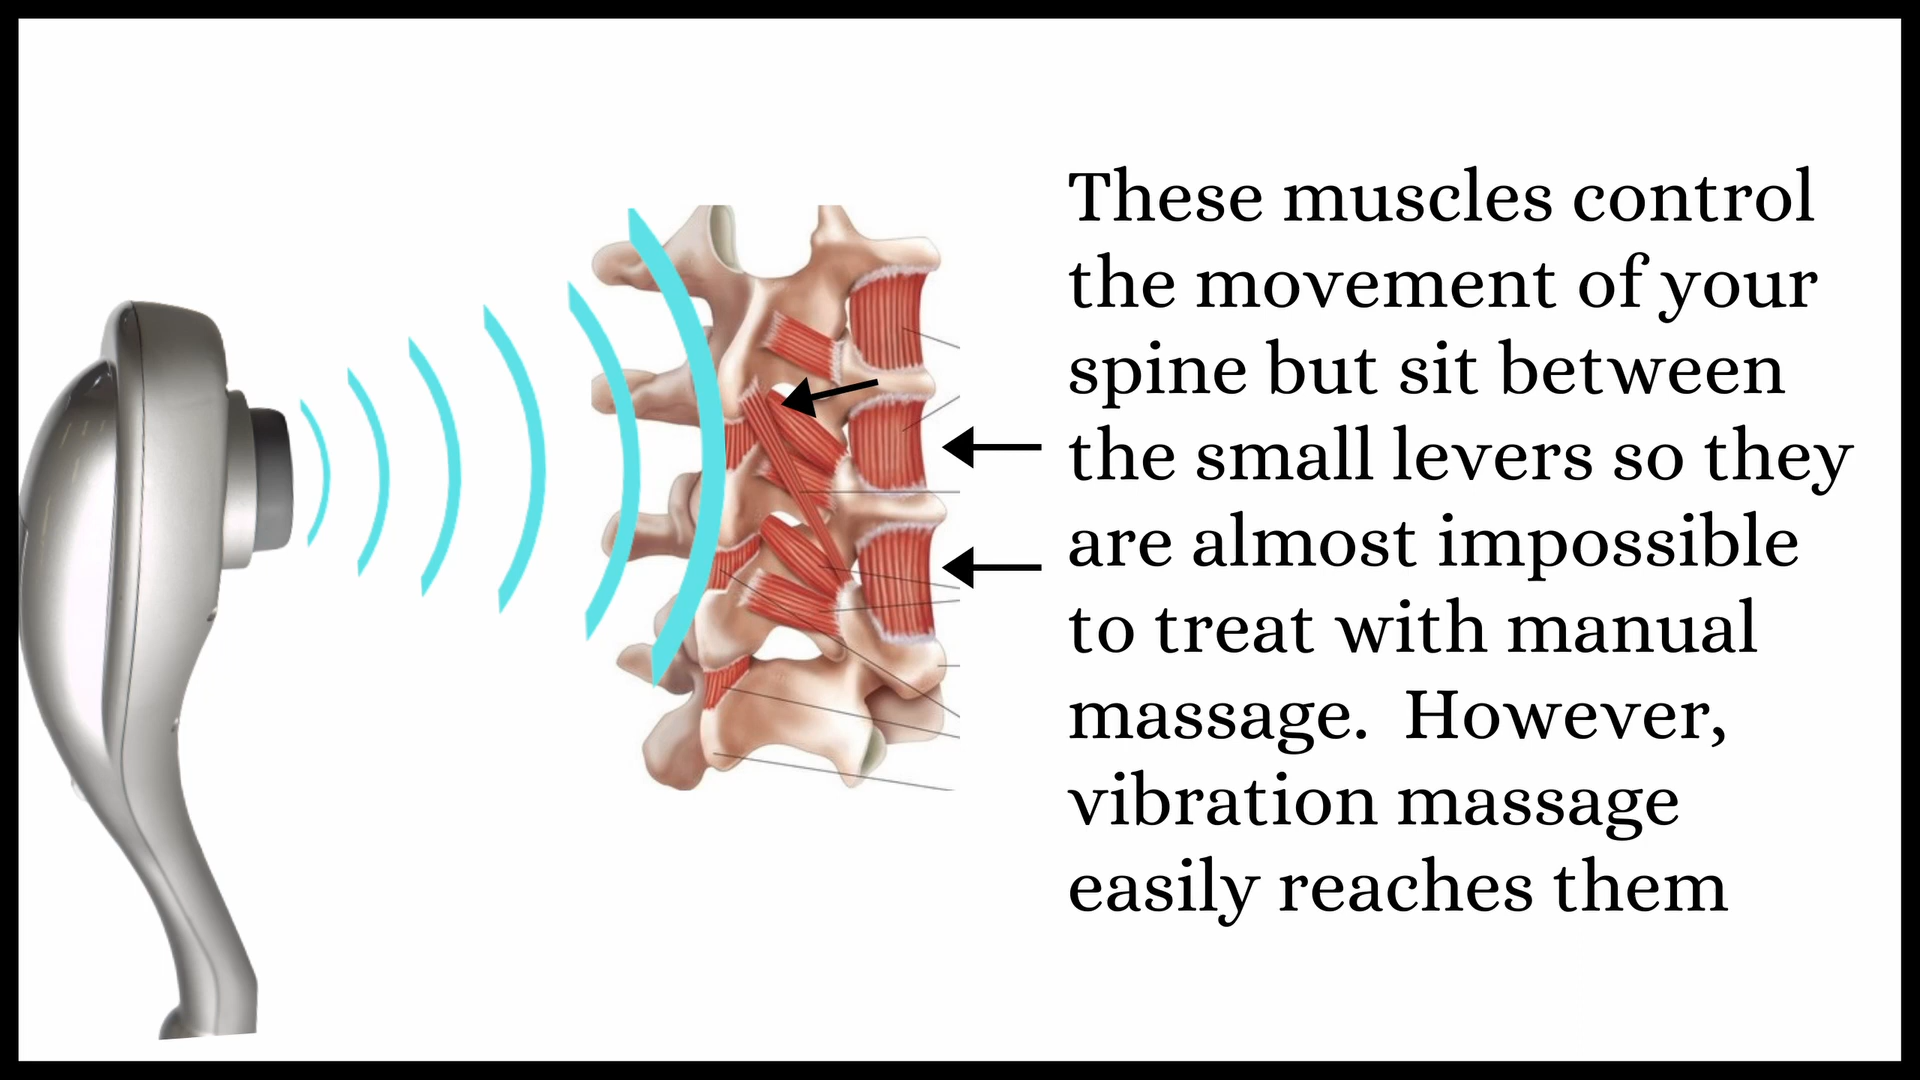 These muscles control
the movement of your
spine but sit between
the small levers so they
are almost impossible
to treat with manual
massage.  However,
vibration massage
easily reaches them